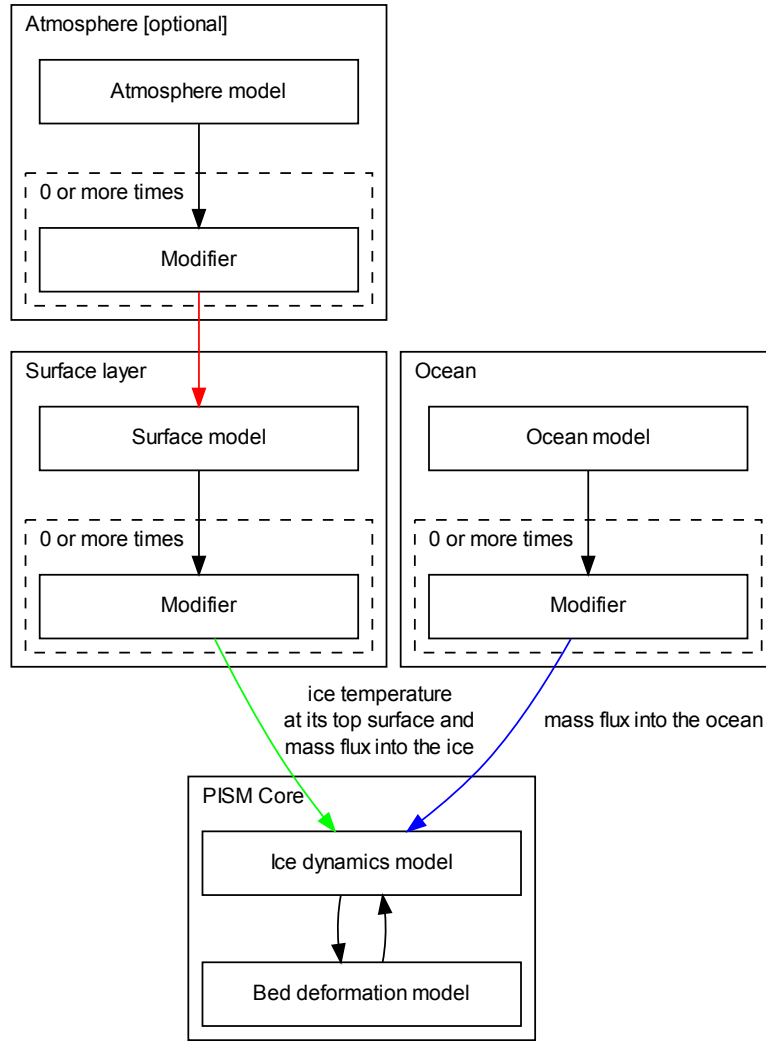 Atmosphere [optional]
Atmosphere model
0 or more times
Modifier
Surface layer
Surface model
0 or more times
Modifier
Ocean
Ocean model
0 or more times
Modifier
ice temperature
at its top surface and
mass flux into the ice
mass flux into the ocean
PISM Core
Ice dynamics model
Bed deformation model